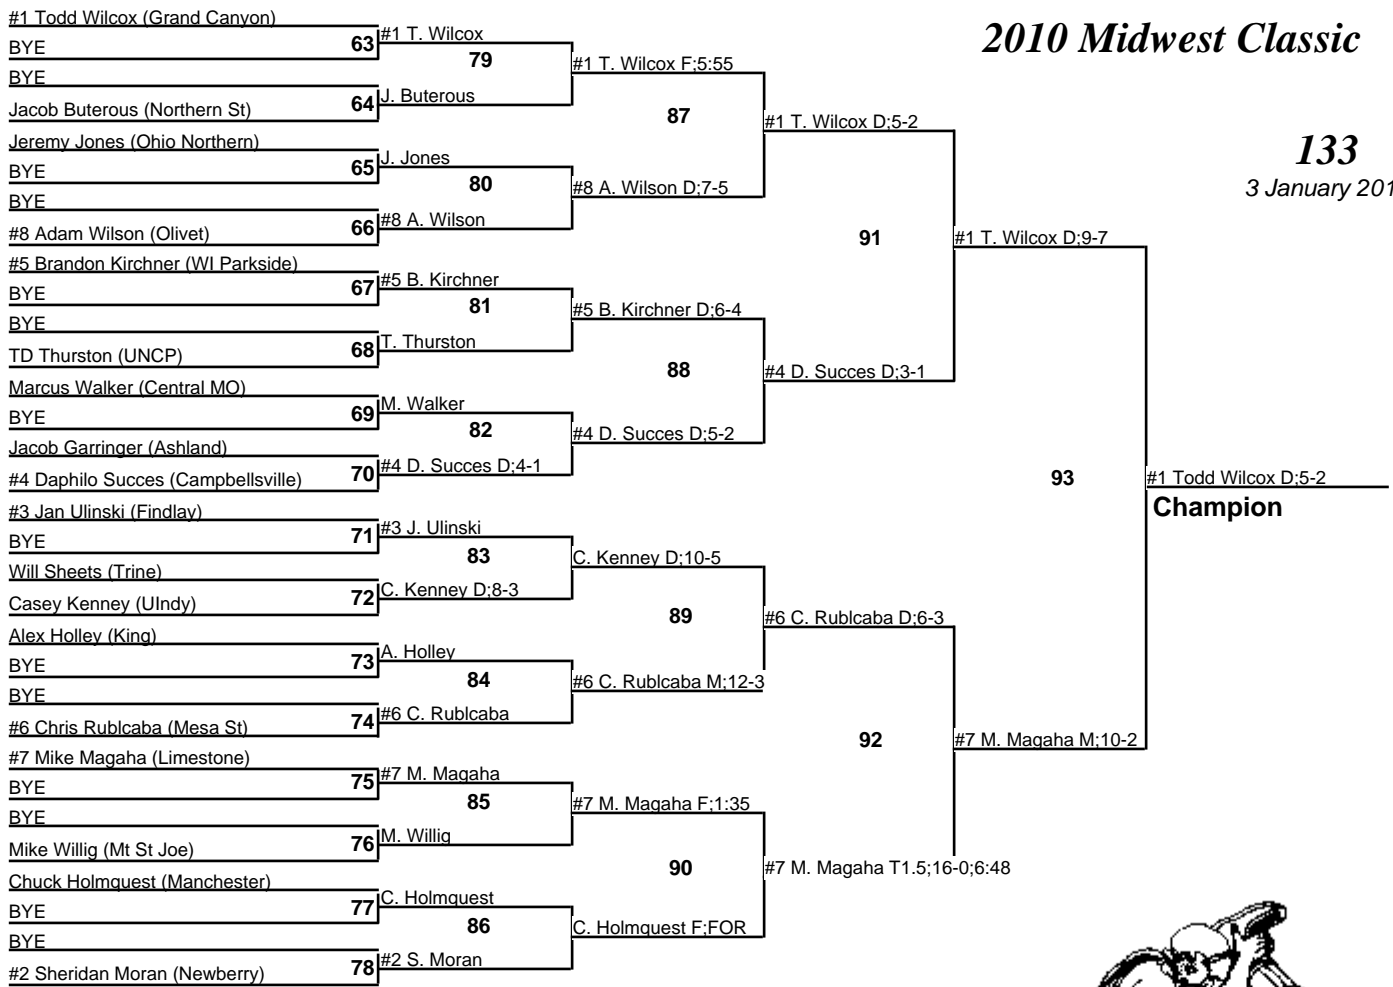 2010 Midwest Classic
133
3 January 201
#1 Todd Wilcox (Grand Canyon)
BYE
BYE
Jacob Buterous (Northern St)
Jeremy Jones (Ohio Northern)
BYE
BYE
#8 Adam Wilson (Olivet)
#5 Brandon Kirchner (WI Parkside)
BYE
BYE
TD Thurston (UNCP)
Marcus Walker (Central MO)
BYE
Jacob Garringer (Ashland)
#4 Daphilo Succes (Campbellsville)
#3 Jan Ulinski (Findlay)
BYE
Will Sheets (Trine)
Casey Kenney (UIndy)
Alex Holley (King)
BYE
BYE
#6 Chris Rublcaba (Mesa St)
#7 Mike Magaha (Limestone)
BYE
BYE
Mike Willig (Mt St Joe)
Chuck Holmquest (Manchester)
BYE
BYE
#2 Sheridan Moran (Newberry)
63
64
65
66
67
68
69
70
71
72
73
74
75
76
77
78
#1 T. Wilcox
J. Buterous
J. Jones
#8 A. Wilson
#5 B. Kirchner
T. Thurston
M. Walker
#4 D. Succes D;4-1
#3 J. Ulinski
C. Kenney D;8-3
A. Holley
#6 C. Rublcaba
#7 M. Magaha
M. Willig
C. Holmquest
#2 S. Moran
79
80
81
82
83
84
85
86
#1 T. Wilcox F;5:55
#8 A. Wilson D;7-5
#5 B. Kirchner D;6-4
#4 D. Succes D;5-2
C. Kenney D;10-5
#6 C. Rublcaba M;12-3
#7 M. Magaha F;1:35
C. Holmquest F;FOR
87
88
89
90
#1 T. Wilcox D;5-2
#4 D. Succes D;3-1
#6 C. Rublcaba D;6-3
#7 M. Magaha T1.5;16-0;6:48
91
92
#1 T. Wilcox D;9-7
#7 M. Magaha M;10-2
93
#1 Todd Wilcox D;5-2
Champion